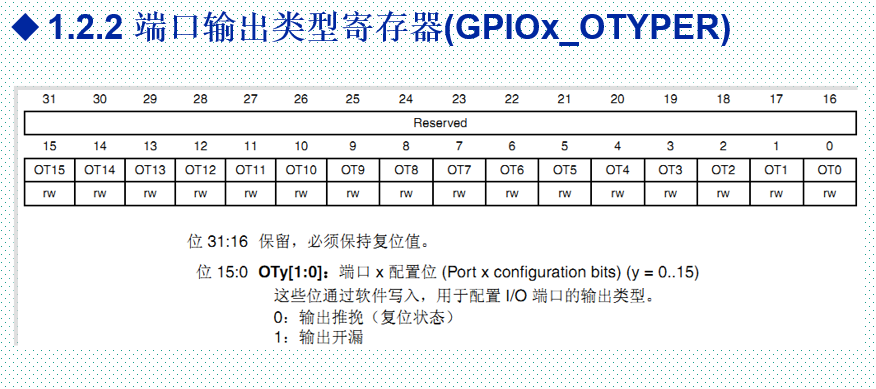 ◆ 1.2.2 端口输出类型寄存器(GPIOx_OTYPER)
31 30 29 28 27 26 25 24 23 22 21 20 19 18 17 16
Reserved
15 14 13 12 11 10 9 8 7 6 5 4 3 2 1 0
OT15 OT14 OT13 OT12 OT11 OT10 OT9 OT8 OT7 OT6 OT5 OT4 OT3 OT2 OT1 OT0
rw rw rw rw rw rw rw rw rw rw rw rw rw rw rw rw
位 31:16 保留，必须保持复位值。
位 15:0 OTy[1:0]：端口 x 配置位 (Port x configuration bits) (y = 0..15)
这些位通过软件写入，用于配置 I/O 端口的输出类型。
0：输出推挽（复位状态）
1：输出开漏